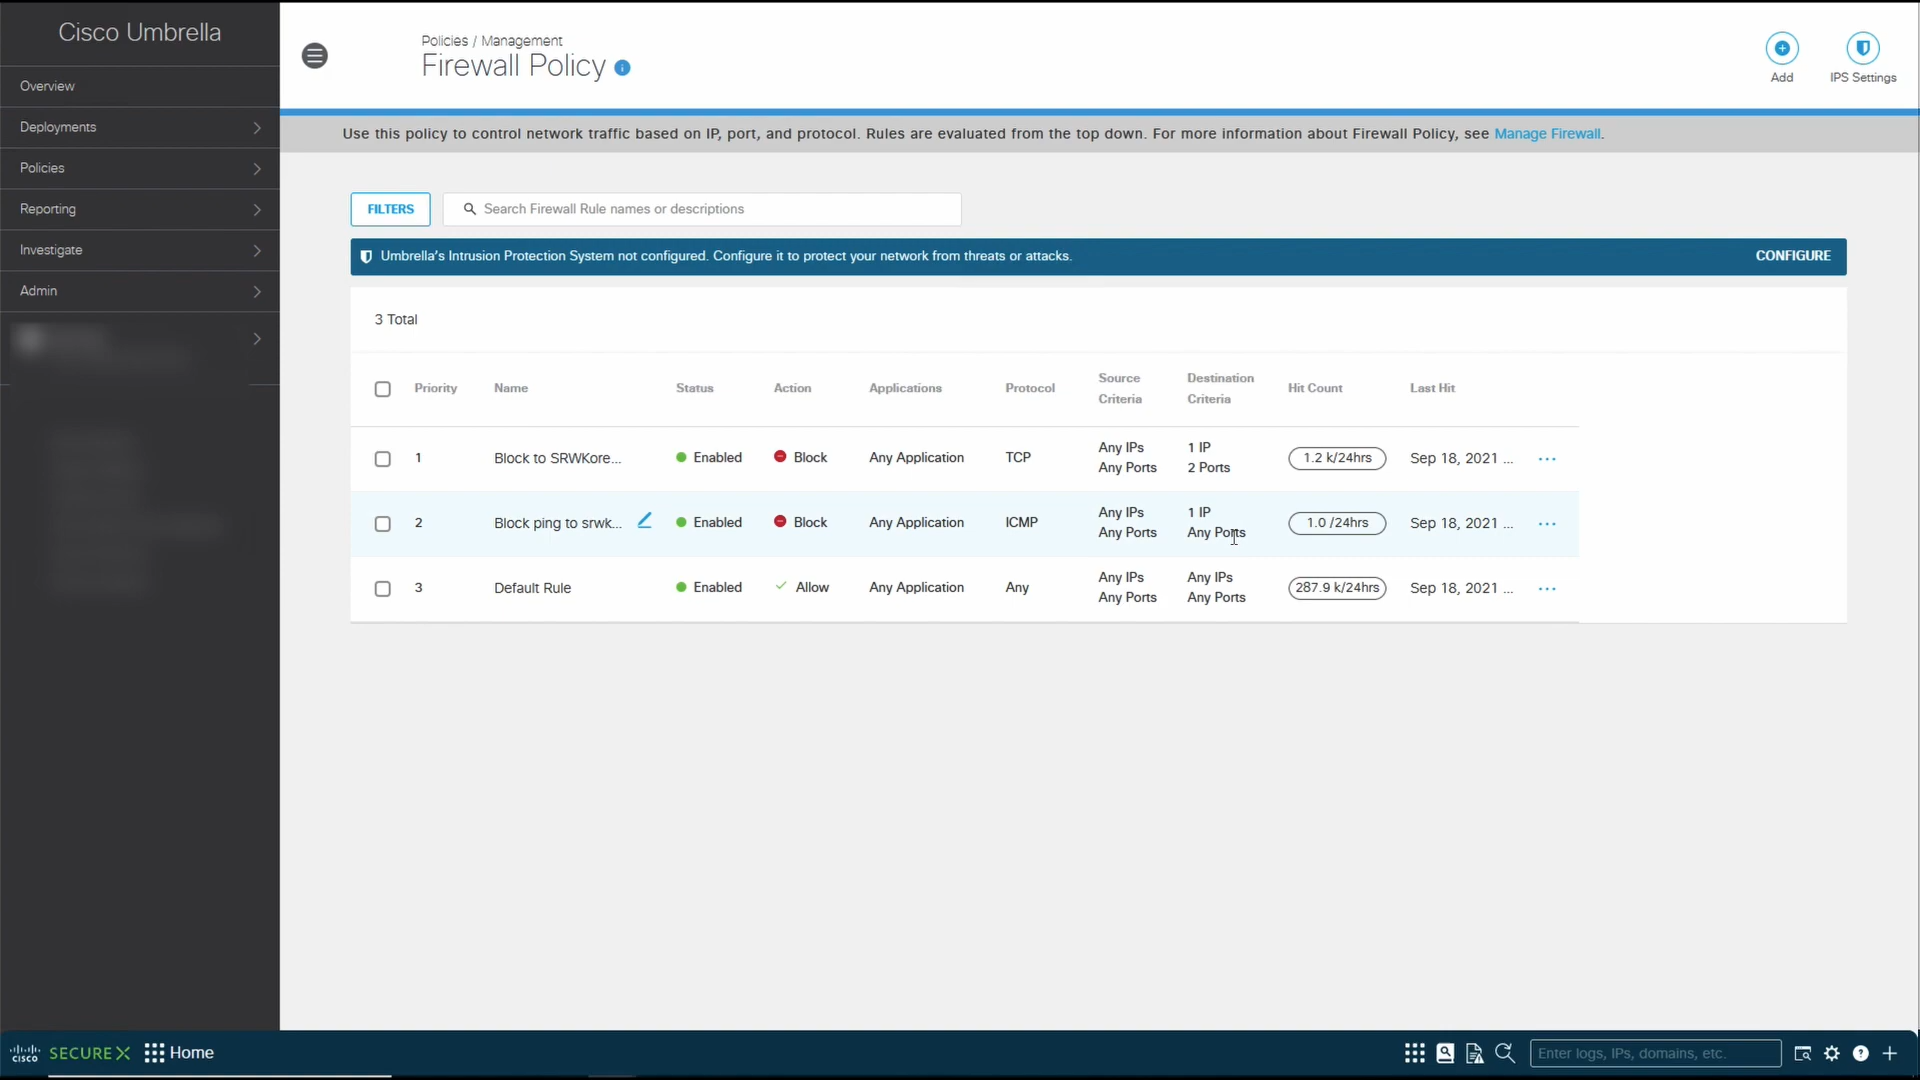 Cisco Umbrella
Overview
Deployments
Policies
Reporting
Investigate
Admin
Policies / Management
Firewall Policy
Add
IPS Settings
Use this policy to control network traffic based on IP, port, and protocol. Rules are evaluated from the top down. For more information about Firewall Policy, see Manage Firewall.
FILTERS
Search Firewall Rule names or descriptions
Umbrella's Intrusion Protection System not configured. Configure it to protect your network from threats or attacks.
CONFIGURE
3 Total
Priority
Name
Status
Action
Applications
Protocol
Source
Criteria
Destination
Criteria
Hit Count
Last Hit
1
Block to SRWKore...
Enabled
Block
Any Application
TCP
Any IPs
Any Ports
1 IP
2 Ports
1.2 k/24hrs
Sep 18, 2021 ...
2
Block ping to srwk...
Enabled
Block
Any Application
ICMP
Any IPs
Any Ports
1 IP
Any Ports
1.0 /24hrs
Sep 18, 2021 ...
3
Default Rule
Enabled
Allow
Any Application
Any
Any IPs
Any Ports
Any IPs
Any Ports
287.9 k/24hrs
Sep 18, 2021 ...
CISCO SECUREX
Home
Enter logs, IPs, domains, etc.